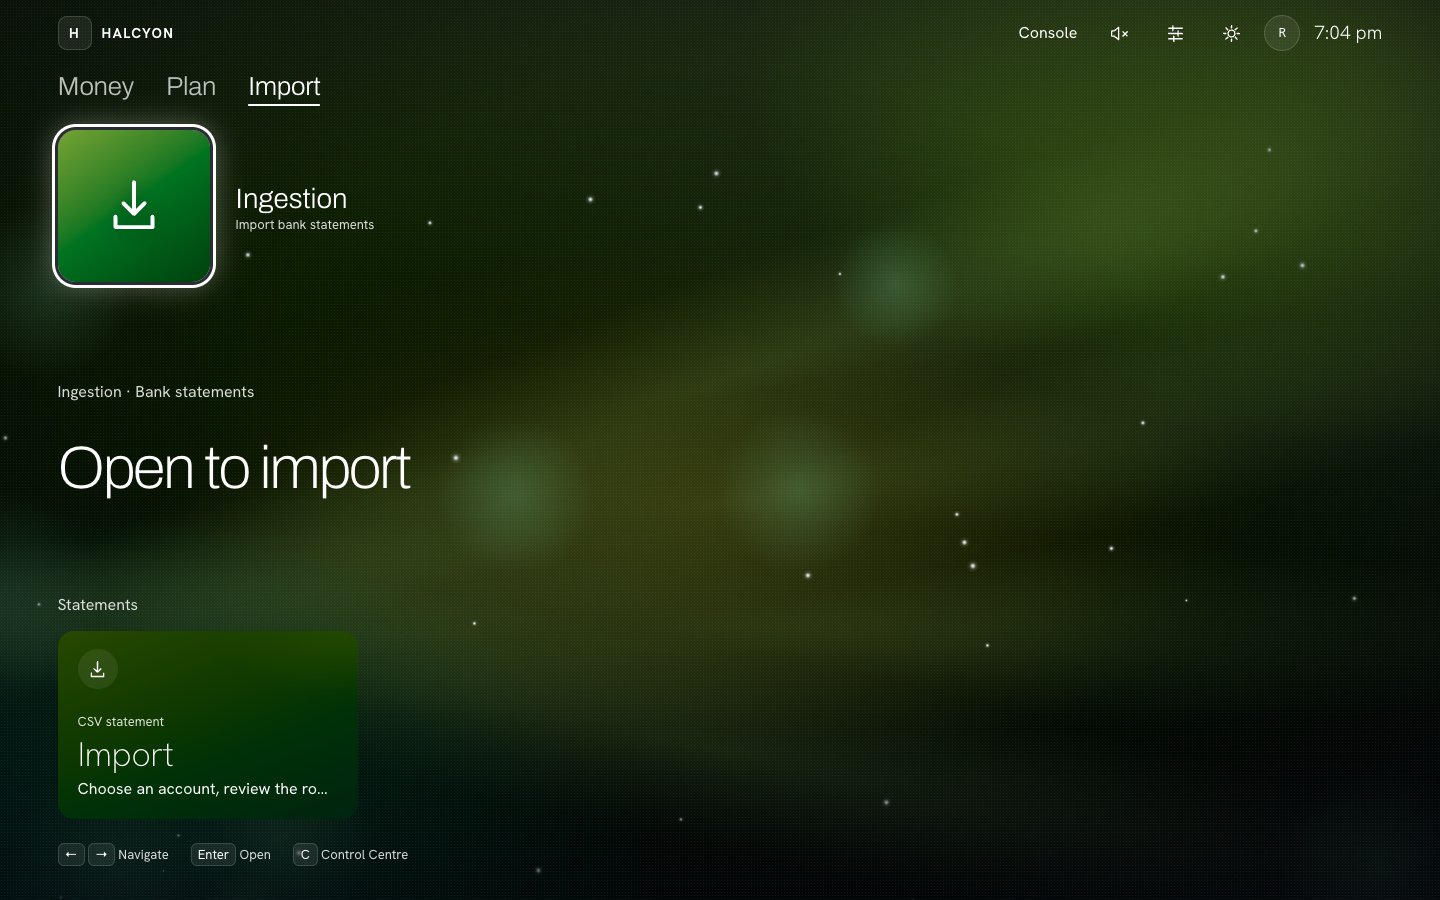 H HALCYON
Console R 7:04 pm
Money Plan Import
Ingestion
Import bank statements
Ingestion · Bank statements
Open to import
Statements
CSV statement
Import
Choose an account, review the ro...
← → Navigate Enter Open C Control Centre